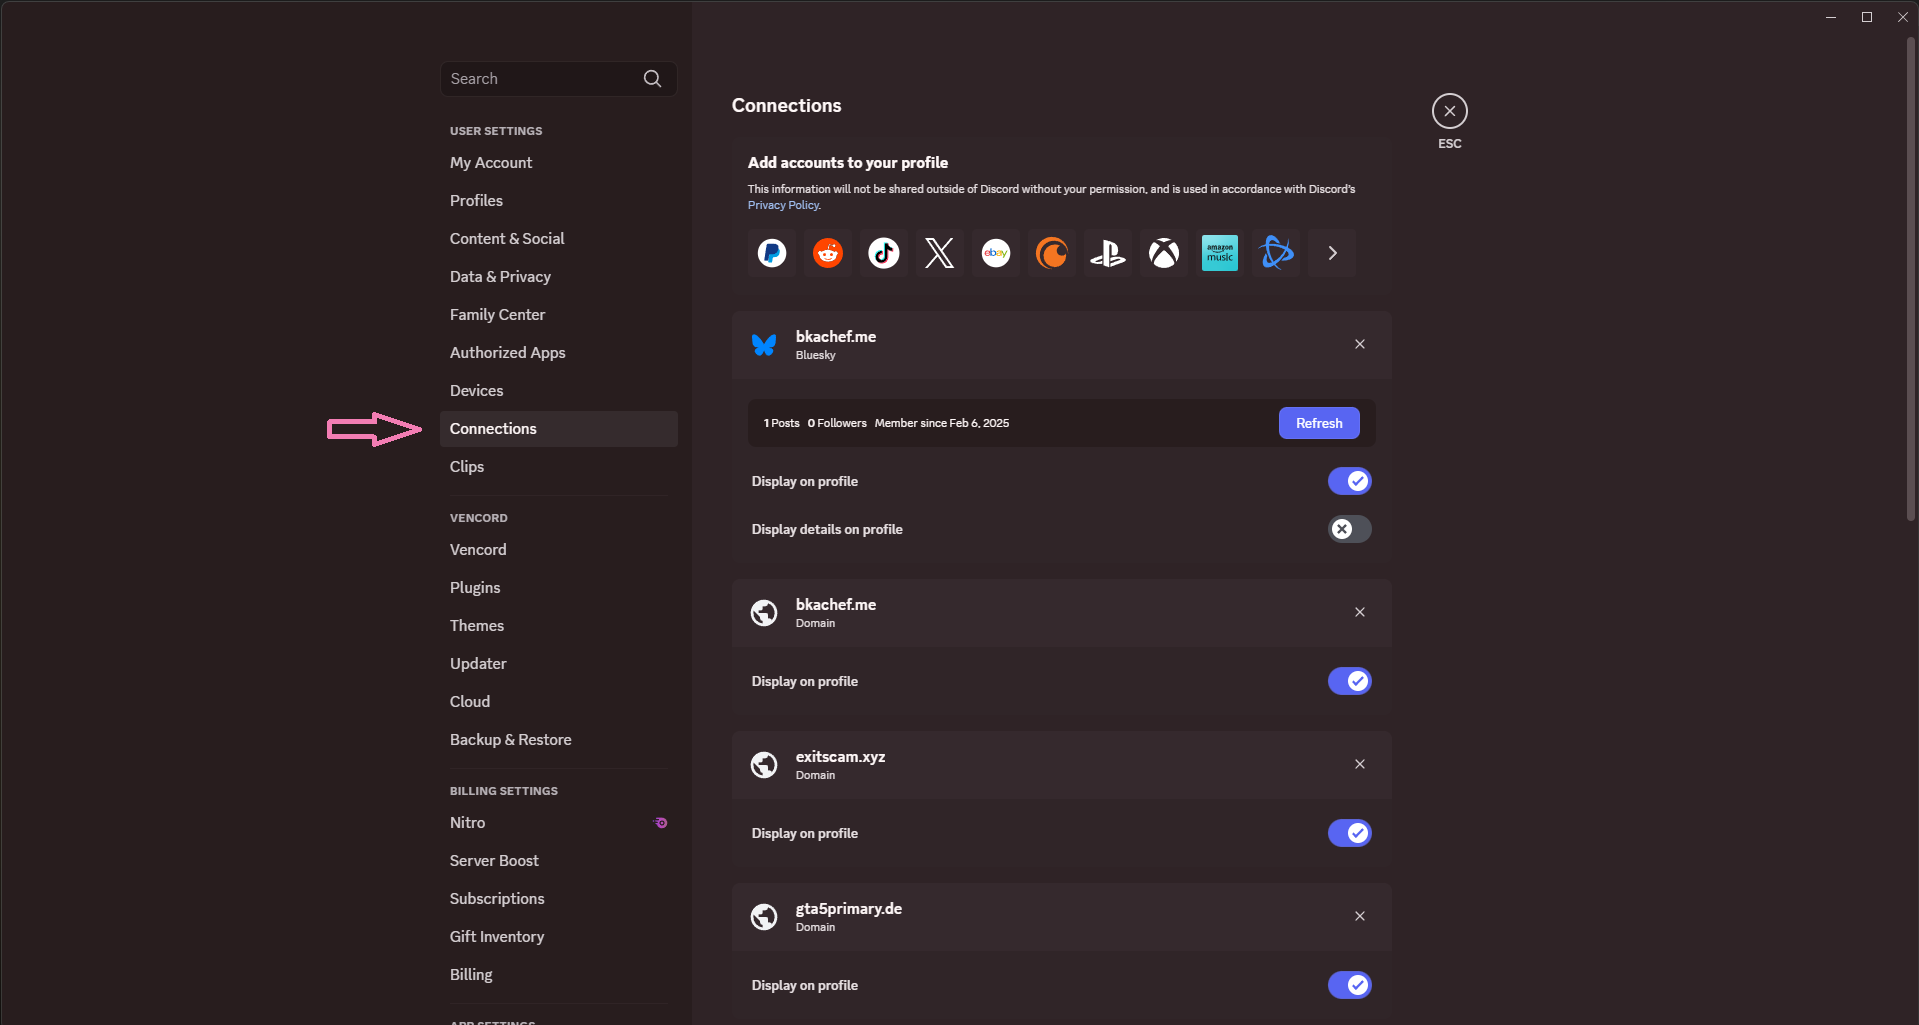 Search
USER SETTINGS
My Account
Profiles
Content & Social
Data & Privacy
Family Center
Authorized Apps
Devices
Connections
Clips
VENCORD
Vencord
Plugins
Themes
Updater
Cloud
Backup & Restore
BILLING SETTINGS
Nitro
Server Boost
Subscriptions
Gift Inventory
Billing
APP SETTINGS
Connections
ESC
Add accounts to your profile
This information will not be shared outside of Discord without your permission, and is used in accordance with Discord's
Privacy Policy.
ebay
amazon
music
bkachef.me
Bluesky
1 Posts 0 Followers Member since Feb 6, 2025
Refresh
Display on profile
Display details on profile
bkachef.me
Domain
Display on profile
exitscam.xyz
Domain
Display on profile
gta5primary.de
Domain
Display on profile